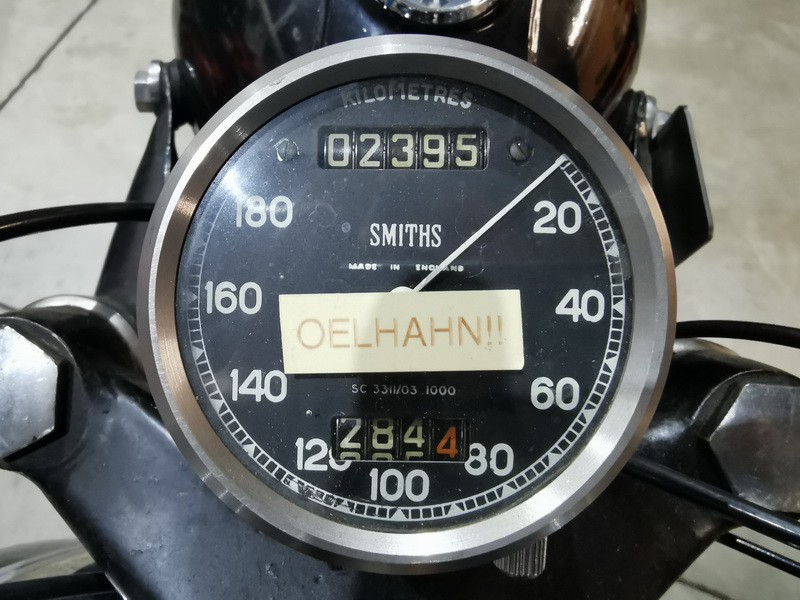 KILOMETRES
02395
180
20
SMITHS
MADE IN ENGLAND
160
40
OELHAHN!!
SC 3311/03 1000
140
60
2844
120
80
100